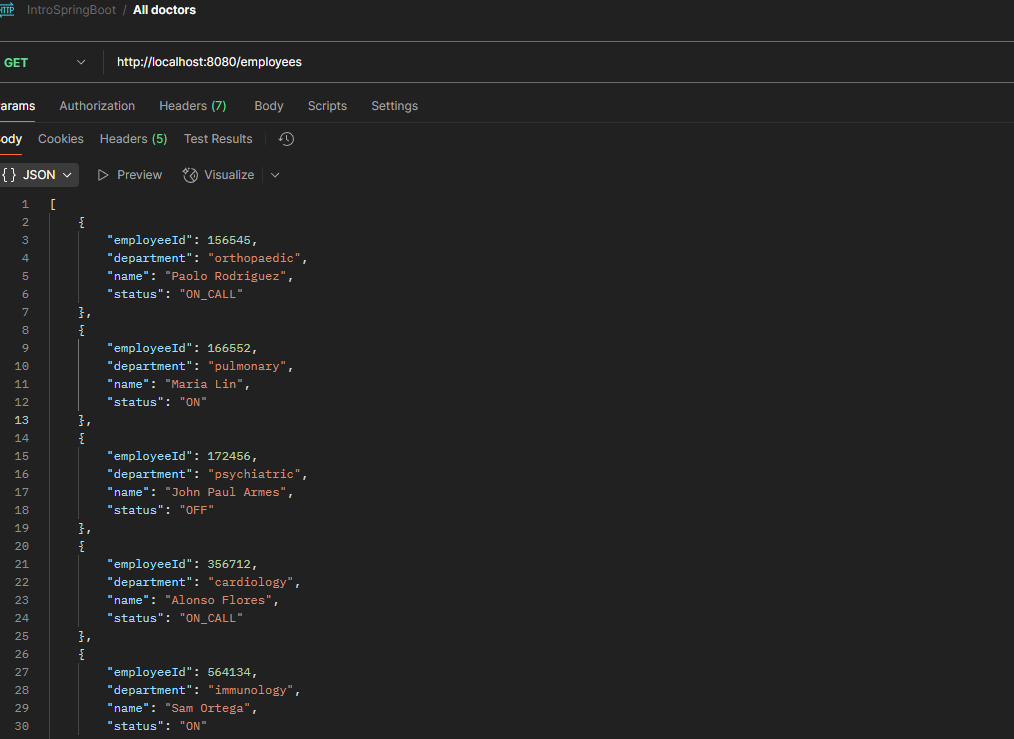 HTTP IntroSpringBoot / All doctors
GET http://localhost:8080/employees
arams Authorization Headers (7) Body Scripts Settings
ody Cookies Headers (5) Test Results
{} JSON Preview Visualize
1 [
2 {
3 "employeeId": 156545,
4 "department": "orthopaedic",
5 "name": "Paolo Rodriguez",
6 "status": "ON_CALL"
7 },
8 {
9 "employeeId": 166552,
10 "department": "pulmonary",
11 "name": "Maria Lin",
12 "status": "ON"
13 },
14 {
15 "employeeId": 172456,
16 "department": "psychiatric",
17 "name": "John Paul Armes",
18 "status": "OFF"
19 },
20 {
21 "employeeId": 356712,
22 "department": "cardiology",
23 "name": "Alonso Flores",
24 "status": "ON_CALL"
25 },
26 {
27 "employeeId": 564134,
28 "department": "immunology",
29 "name": "Sam Ortega",
30 "status": "ON"